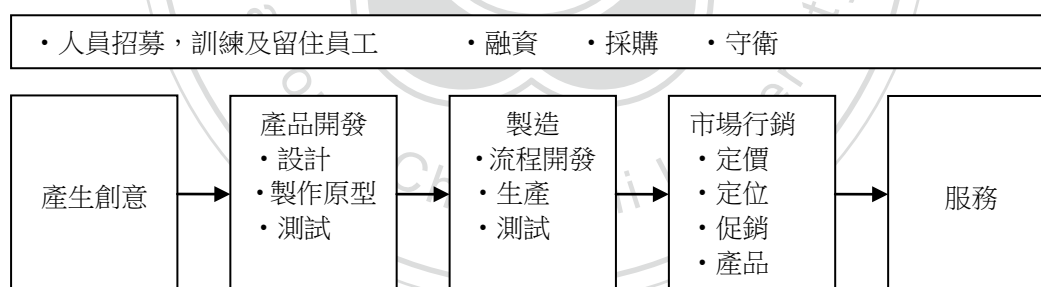 ・人員招募，訓練及留住員工 ・融資 ・採購 ・守衛
產生創意
產品開發
・設計
・製作原型
・測試
製造
・流程開發
・生產
・測試
市場行銷
・定價
・定位
・促銷
・產品
服務